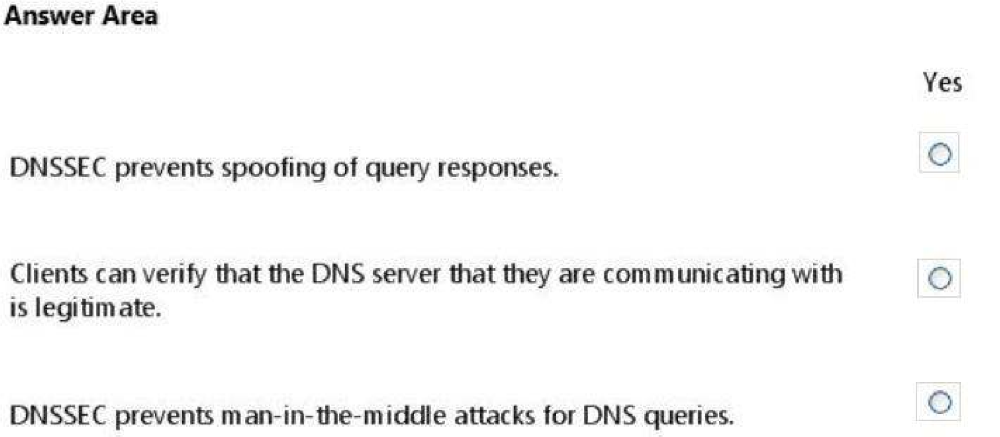 Answer Area
Yes
DNSSEC prevents spoofing of query responses.
Clients can verify that the DNS server that they are communicating with
is legitimate.
DNSSEC prevents man-in-the-middle attacks for DNS queries.